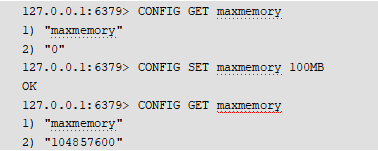 127.0.0.1:6379> CONFIG GET maxmemory
1) "maxmemory"
2) "0"
127.0.0.1:6379> CONFIG SET maxmemory 100MB
OK
127.0.0.1:6379> CONFIG GET maxmemory
1) "maxmemory"
2) "104857600"